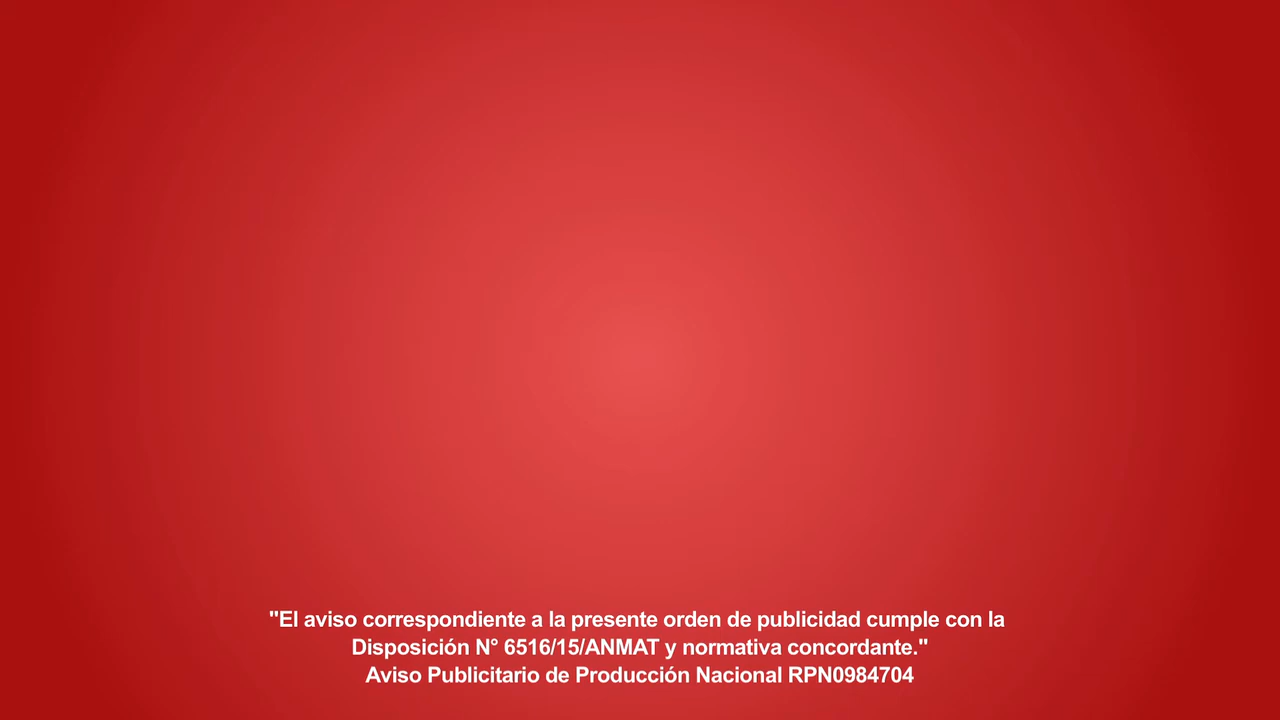 "El aviso correspondiente a la presente orden de publicidad cumple con la
Disposición N° 6516/15/ANMAT y normativa concordante."
Aviso Publicitario de Producción Nacional RPN0984704